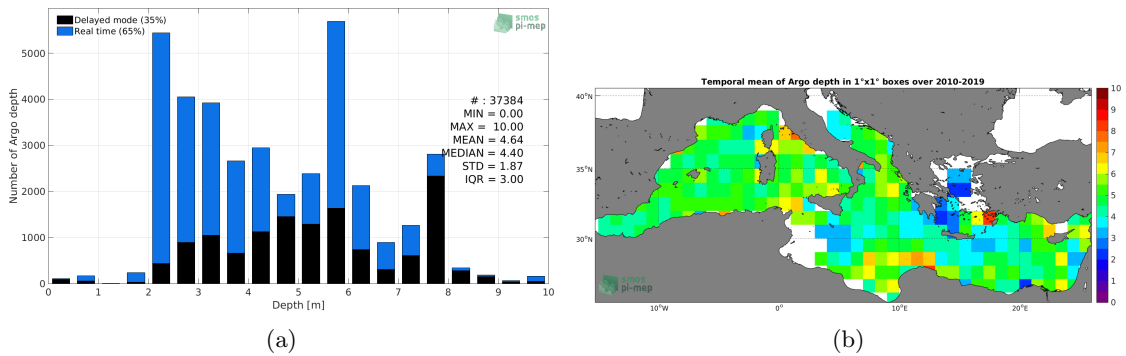 Delayed mode (35%)
Real time (65%)
smos
pi-mep
# : 37384
MIN = 0.00
MAX = 10.00
MEAN = 4.64
MEDIAN = 4.40
STD = 1.87
IQR = 3.00
Number of Argo depth
5000
4000
3000
2000
1000
0
0 1 2 3 4 5 6 7 8 9 10
Depth [m]
(a)
Temporal mean of Argo depth in 1°x1° boxes over 2010-2019
40°N
35°N
30°N
10°W 0° 10°E 20°E
40°N
35°N
30°N
10
9
8
7
6
5
4
3
2
1
0
smos
pi-mep
(b)